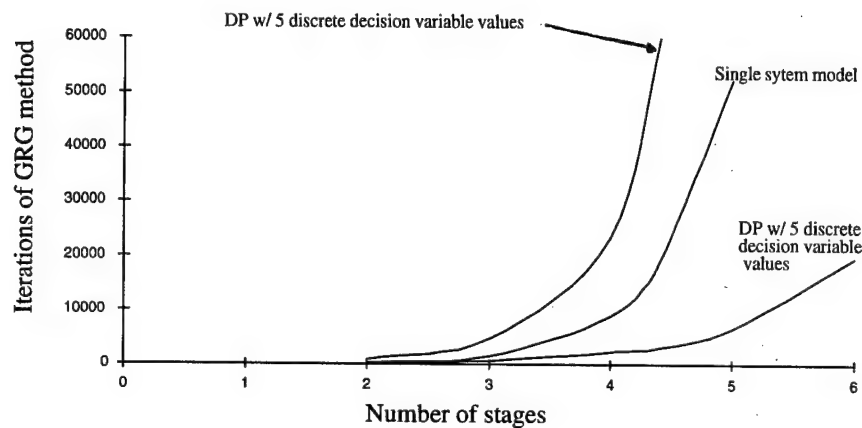 DP w/ 5 discrete decision variable values
60000
50000
40000
30000
20000
10000
0
Iterations of GRG method
Single sytem model
DP w/ 5 discrete
decision variable
values
0
1
2
3
4
5
6
Number of stages